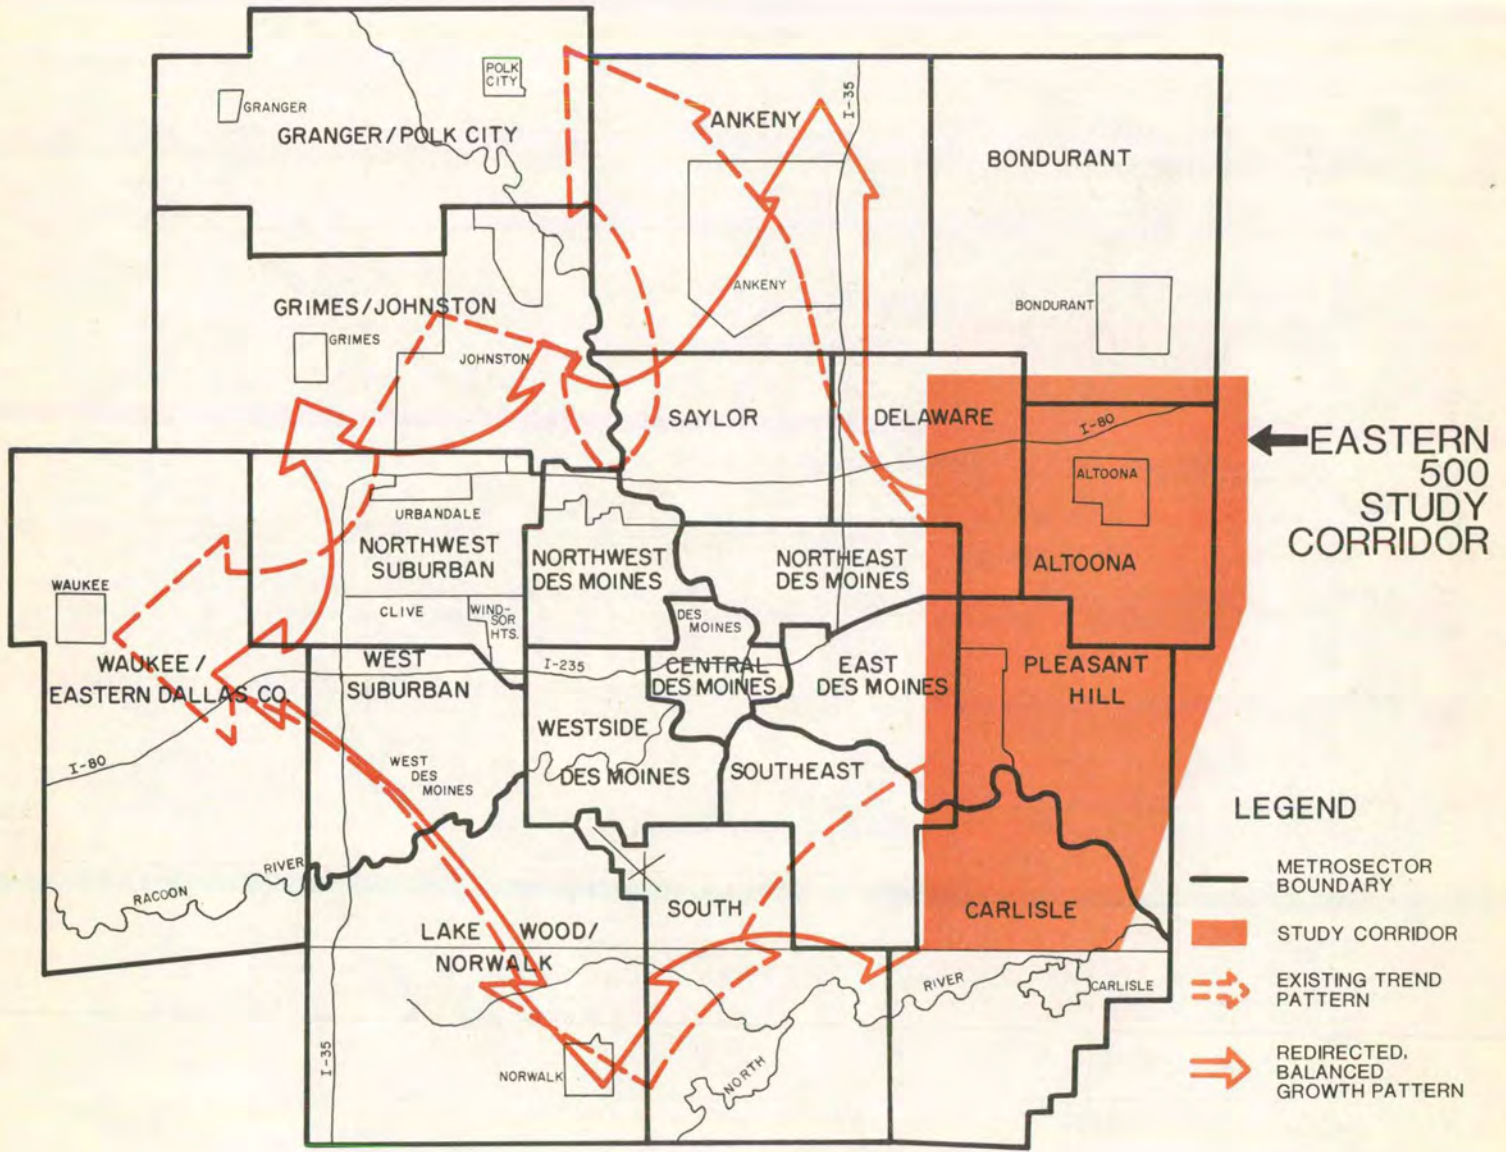 POLK
CITY
GRANGER
GRANGER/POLK CITY
ANKENY
I-35
BONDURANT
GRIMES/JOHNSTON
GRIMES
JOHNSTON
ANKENY
BONDURANT
SAYLOR
DELAWARE
I-80
ALTOONA
EASTERN
500
STUDY
CORRIDOR
URBANDALE
NORTHWEST
SUBURBAN
NORTHWEST
DES MOINES
NORTHEAST
DES MOINES
ALTOONA
WAUKEE
CLIVE
WIND-
SOR
HTS.
DES
MOINES
WAUKEE /
EASTERN DALLAS CO.
WEST
SUBURBAN
I-235
CENTRAL
DES MOINES
EAST
DES MOINES
PLEASANT
HILL
I-80
WEST
DES
MOINES
WESTSIDE
DES MOINES
SOUTHEAST
RACOON
RIVER
LAKE WOOD/
NORWALK
SOUTH
CARLISLE
RIVER
CARLISLE
I-35
NORWALK
NORTH
LEGEND
METROSECTOR
BOUNDARY
STUDY CORRIDOR
EXISTING TREND
PATTERN
REDIRECTED,
BALANCED
GROWTH PATTERN